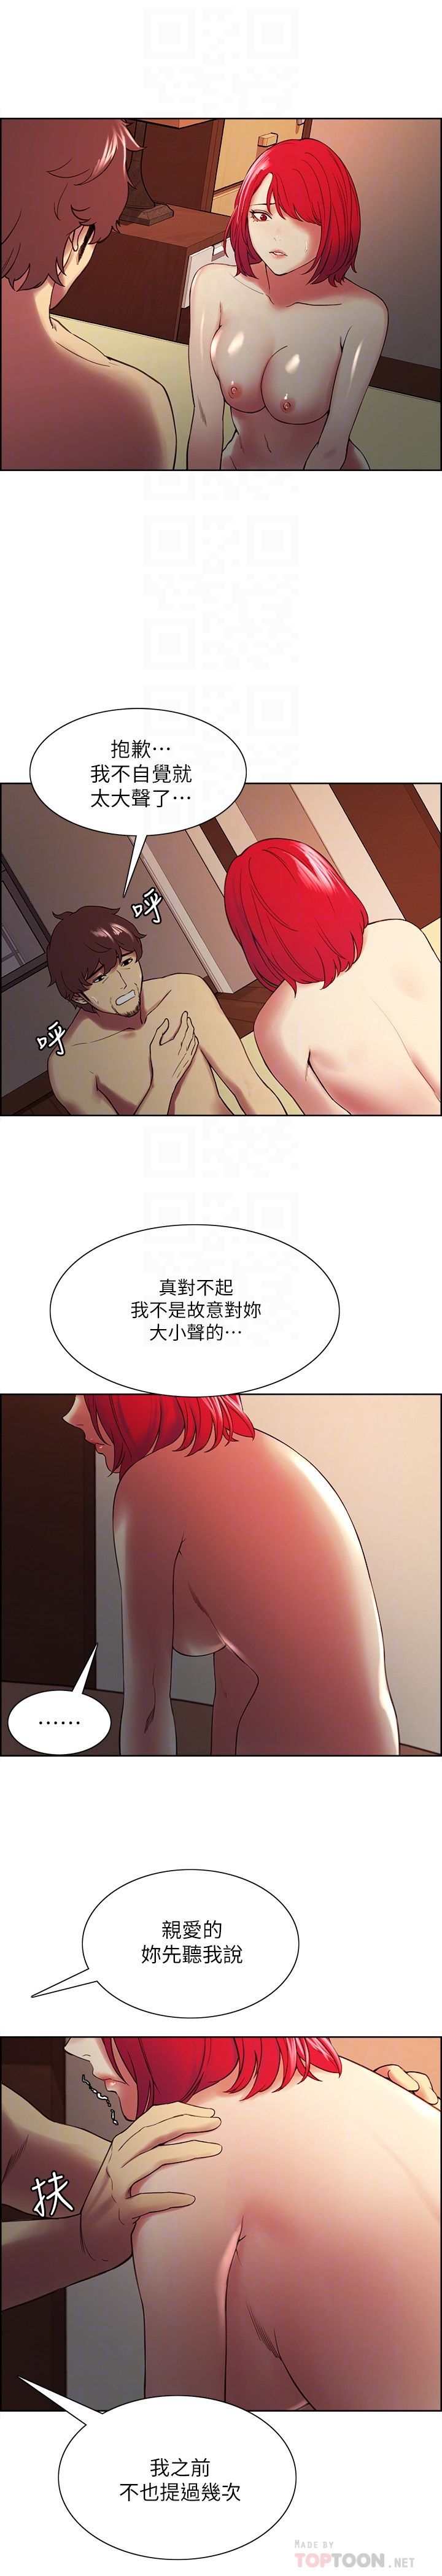 抱歉⋯
我不自覺就
太大聲了⋯
呼
呼
真對不起
我不是故意對妳
大小聲的⋯
⋯⋯
親愛的
妳先聽我說
扶
我之前
不也提過幾次
MADE BY
TOPTOON.NET